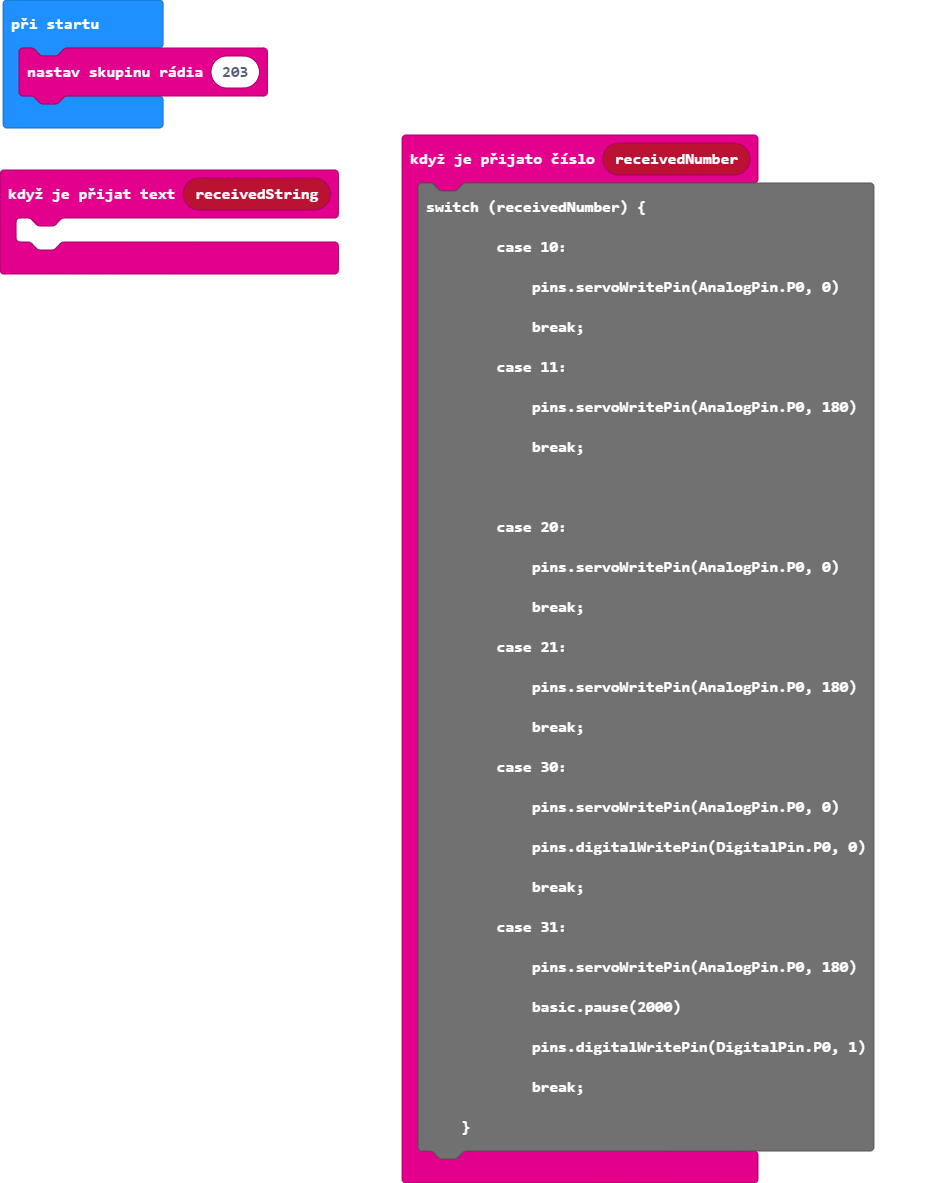 při startu
nastav skupinu rádia 203
když je přijat text receivedString
když je přijato číslo receivedNumber
switch (receivedNumber) {
case 10:
pins.servoWritePin(AnalogPin.P0, 0)
break;
case 11:
pins.servoWritePin(AnalogPin.P0, 180)
break;
case 20:
pins.servoWritePin(AnalogPin.P0, 0)
break;
case 21:
pins.servoWritePin(AnalogPin.P0, 180)
break;
case 30:
pins.servoWritePin(AnalogPin.P0, 0)
pins.digitalWritePin(DigitalPin.P0, 0)
break;
case 31:
pins.servoWritePin(AnalogPin.P0, 180)
basic.pause(2000)
pins.digitalWritePin(DigitalPin.P0, 1)
break;
}